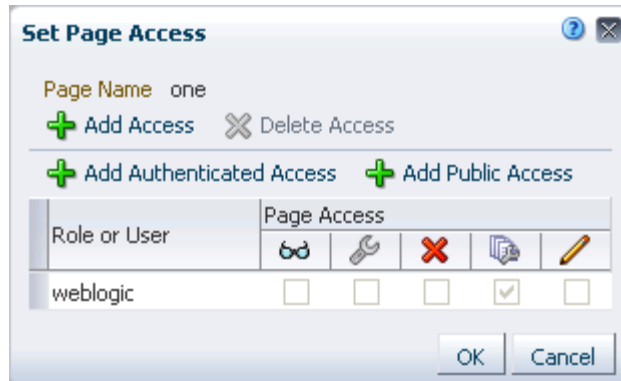 Set Page Access
Page Name one
Add Access Delete Access
Add Authenticated Access Add Public Access
Role or User
Page Access
weblogic
OK Cancel